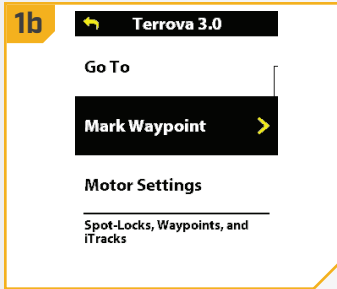 1b
Terrova 3.0
Go To
Mark Waypoint
Motor Settings
Spot-Locks, Waypoints, and
iTracks